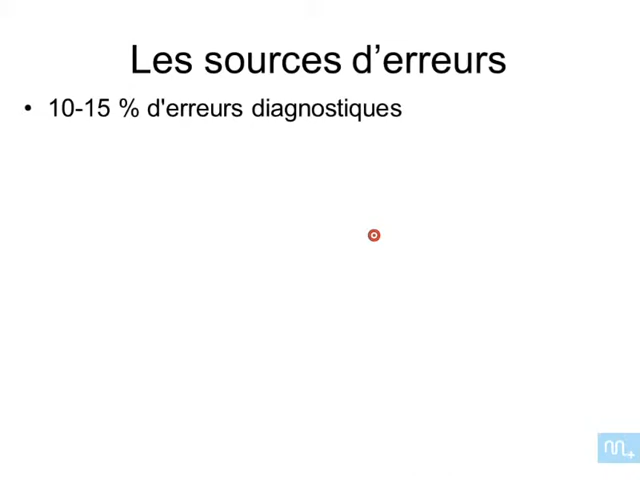 Les sources d’erreurs
• 10-15 % d'erreurs diagnostiques